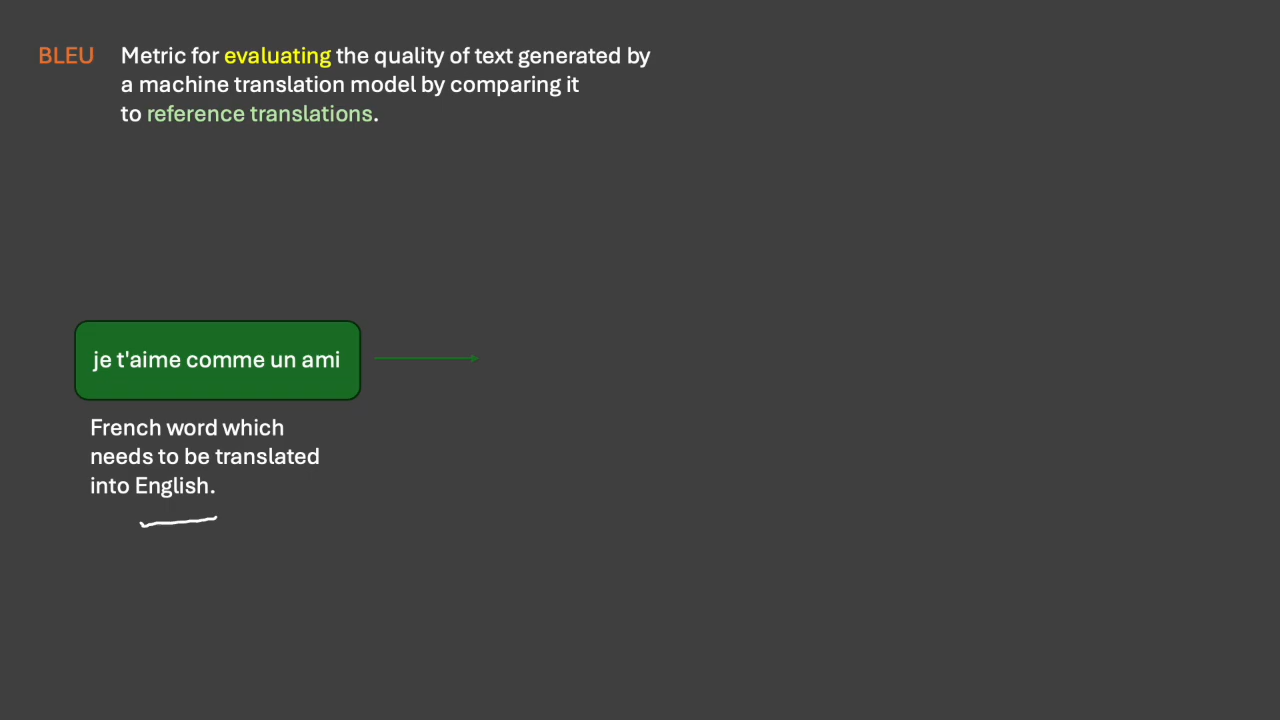 BLEU Metric for evaluating the quality of text generated by
a machine translation model by comparing it
to reference translations.
je t'aime comme un ami
French word which
needs to be translated
into English.